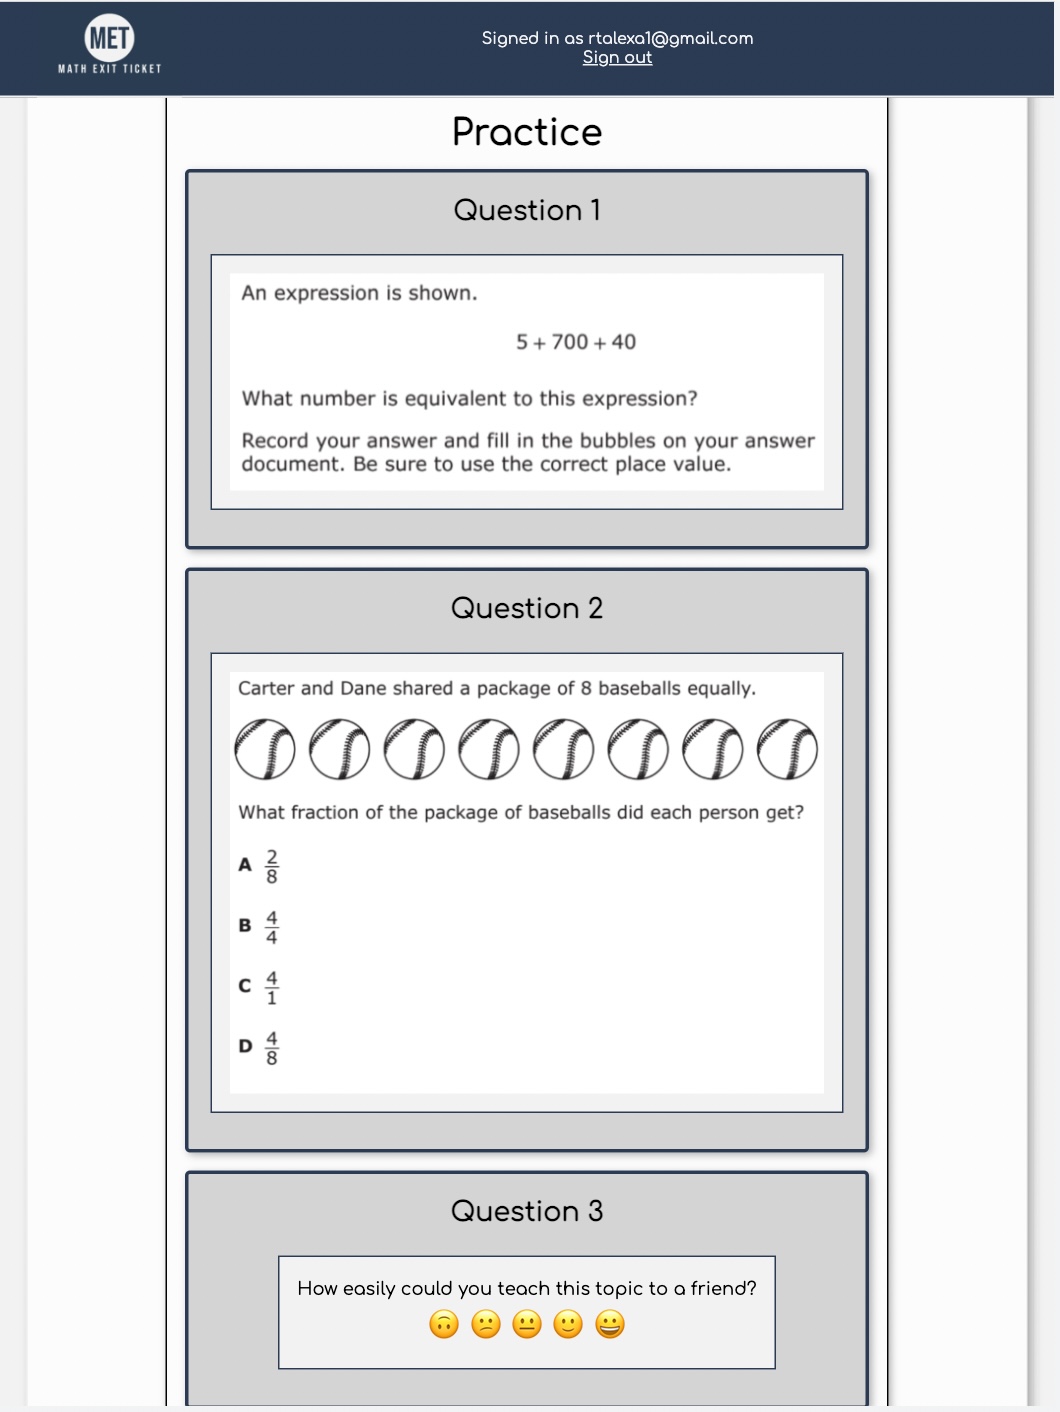 MET
MATH EXIT TICKET
Signed in as rtalexa1@gmail.com
Sign out
Practice
Question 1
An expression is shown.
5 + 700 + 40
What number is equivalent to this expression?
Record your answer and fill in the bubbles on your answer
document. Be sure to use the correct place value.
Question 2
Carter and Dane shared a package of 8 baseballs equally.
What fraction of the package of baseballs did each person get?
A 2/8
B 4/4
C 4/1
D 4/8
Question 3
How easily could you teach this topic to a friend?